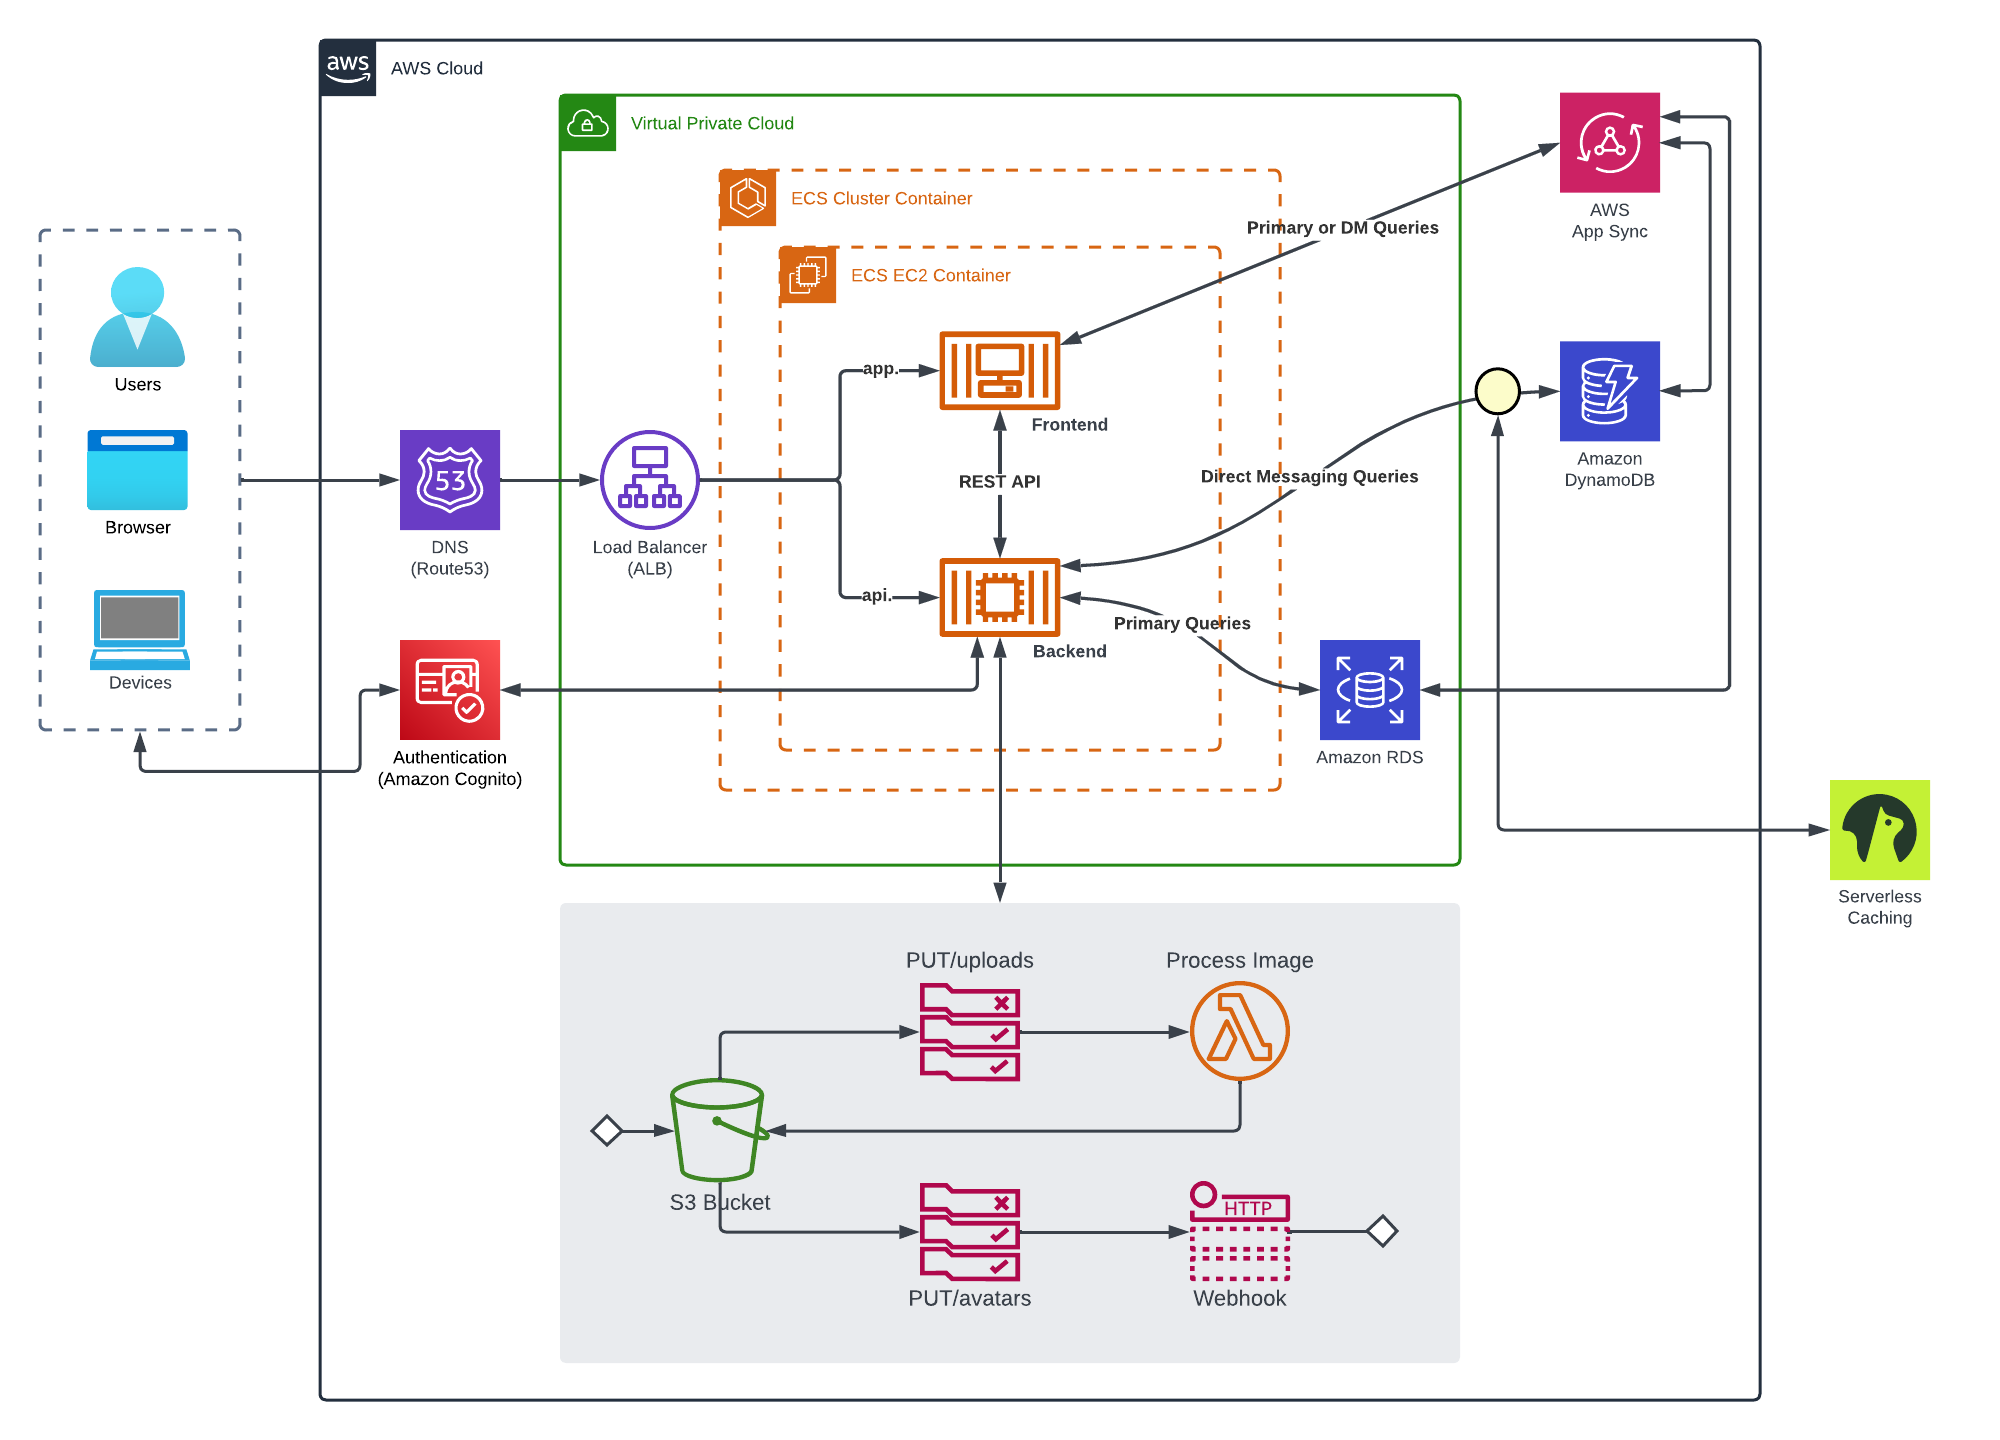 aws
AWS Cloud
Virtual Private Cloud
ECS Cluster Container
ECS EC2 Container
AWS
App Sync
Primary or DM Queries
Users
app.
Frontend
Browser
53
REST API
Direct Messaging Queries
Amazon
DynamoDB
DNS
(Route53)
Load Balancer
(ALB)
api.
Primary Queries
Backend
Devices
Authentication
(Amazon Cognito)
Amazon RDS
Serverless
Caching
PUT/uploads
Process Image
S3 Bucket
HTTP
PUT/avatars
Webhook